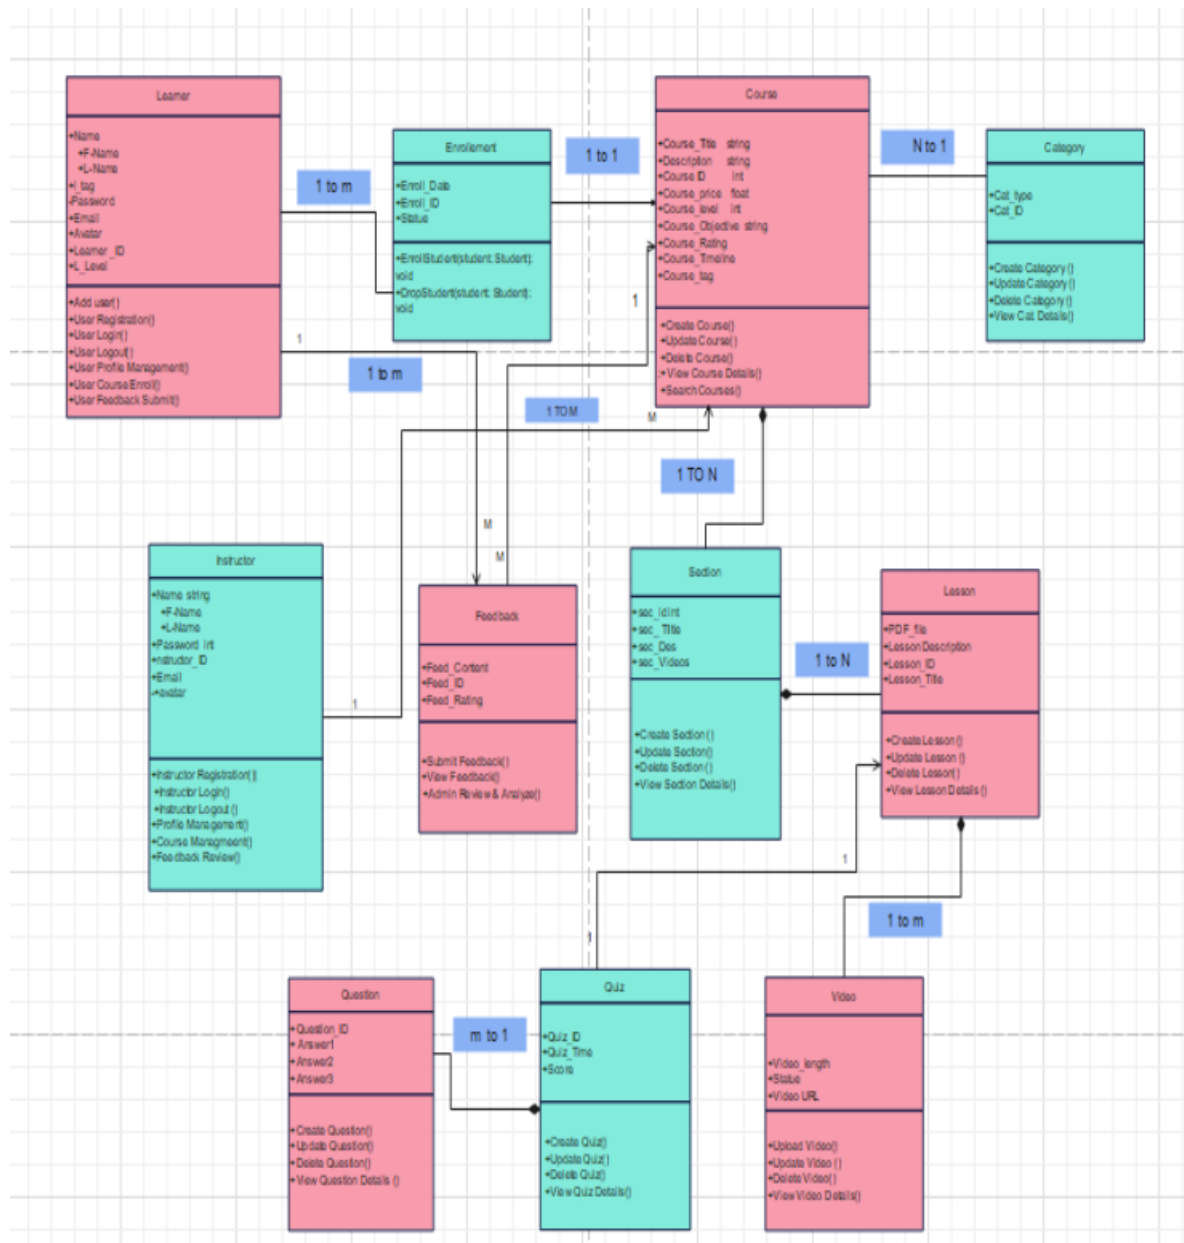 Learner
+Name
+F-Name
+L-Name
+l_tag
-Password
+Email
+Avatar
+Learner_ID
+L_Level
+Add user()
+User Registration()
+User Login()
+User Logout()
+User Profile Management()
+User Course Enroll()
+User Feedback Submit()
1 to m
Enrollement
+Enroll_Date
+Enroll_ID
+Statue
+EnrollStudent(student: Student):
void
+DropStudent(student: Student):
void
1 to 1
Course
+Course_Title string
+Description string
+Course ID int
+Course_price float
+Course_level int
+Course_Objective string
+Course_Rating
+Course_Timeline
+Course_tag
+Create Course()
+Update Course()
+Delete Course()
+ View Course Details()
+Search Courses()
N to 1
Category
+Cat_type
+Cat_ID
+Create Category ()
+Update Category ()
+Delete Category ()
+View Cat. Details()
1
1 to m
1
1 TO M
M
1 TO N
M
M
Instructor
+Name string
+F-Name
+L-Name
+Password int
+nstructor_ID
+Email
+avatar
+Instructor Registration()
+Instructor Login()
+Instructor Logout ()
+Profile Management()
+Course Managmeent()
+Feedback Review()
1
Feedback
+Feed_Content
+Feed_ID
+Feed_Rating
+Submit Feedback()
+View Feedback()
+Admin Review & Analyze()
Section
+sec_id int
+sec_ Title
+sec_Des
+sec_Videos
+Create Section ()
+Update Section()
+Delete Section ()
+View Section Details()
1 to N
Lesson
+PDF_file
+Lesson Description
+Lesson_ID
+Lesson_Title
+Create Lesson ()
+Update Lesson ()
+Delete Lesson()
+View Lesson Details ()
1
1 to m
1
Question
+Question_ID
+ Answer1
+Answer2
+Answer3
+Create Question()
+Update Question()
+Delete Question()
+View Question Details ()
m to 1
Quiz
+Quiz_ID
+Quiz_Time
+Score
+Create Quiz()
+Update Quiz()
+Delete Quiz()
+View Quiz Details()
Video
+Video_length
+Statue
+Video URL
+Upload Video()
+Update Video ()
+Delete Video()
+View Video Details()